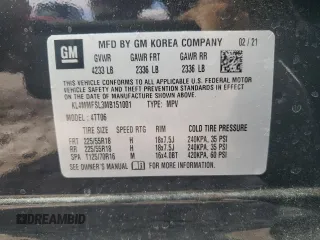 GM
MFD BY GM KOREA COMPANY 02/21
GVWR GAWR FRT GAWR RR
4233 LB 2336 LB 2336 LB
THIS VEHICLE CONFORMS TO ALL APPLICABLE U.S. FEDERAL
MOTOR VEHICLE SAFETY, BUMPER, AND THEFT PREVENTION
STANDARDS IN EFFECT ON THE DATE OF MANUFACTURE SHOWN ABOVE.
KL4MMFSL3MB151001 TYPE: MPV
MODEL : 4TT06
TIRE SIZE SPEED RTG RIM COLD TIRE PRESSURE
FRT 225/55R18 H 18x7.5J 240KPA, 35 PSI
RR 225/55R18 H 18x7.5J 240KPA, 35 PSI
SPA T125/70R16 M 16x4.0BT 420KPA, 60 PSI
SEE OWNER'S MANUAL FOR ADDITIONAL INFORMATION
DREAMBID